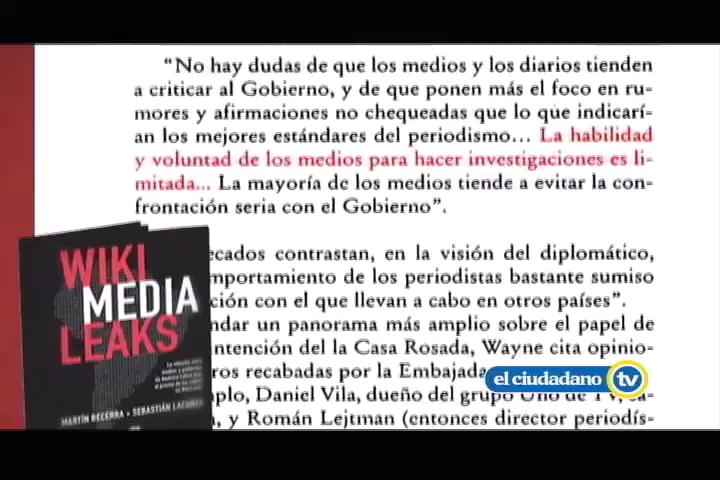 “No hay dudas de que los medios y los diarios tienden
a criticar al Gobierno, y de que ponen más el foco en ru-
mores y afirmaciones no chequeadas que lo que indicarí-
an los mejores estándares del periodismo... La habilidad
y voluntad de los medios para hacer investigaciones es li-
mitada... La mayoría de los medios tiende a evitar la con-
frontación seria con el Gobierno”.
ecados contrastan, en la visión del diplomático,
mportamiento de los periodistas bastante sumiso
ción con el que llevan a cabo en otros países”.
ndar un panorama más amplio sobre el papel de
intención del la Casa Rosada, Wayne cita opinio-
ros recabadas por la Embajada
plo, Daniel Vila, dueño del grupo Uno de TV,
, y Román Lejtman (entonces director periodís-
WIKI
MEDIA
LEAKS
MARTÍN BECERRA • SEBASTIÁN
el ciudadano tv